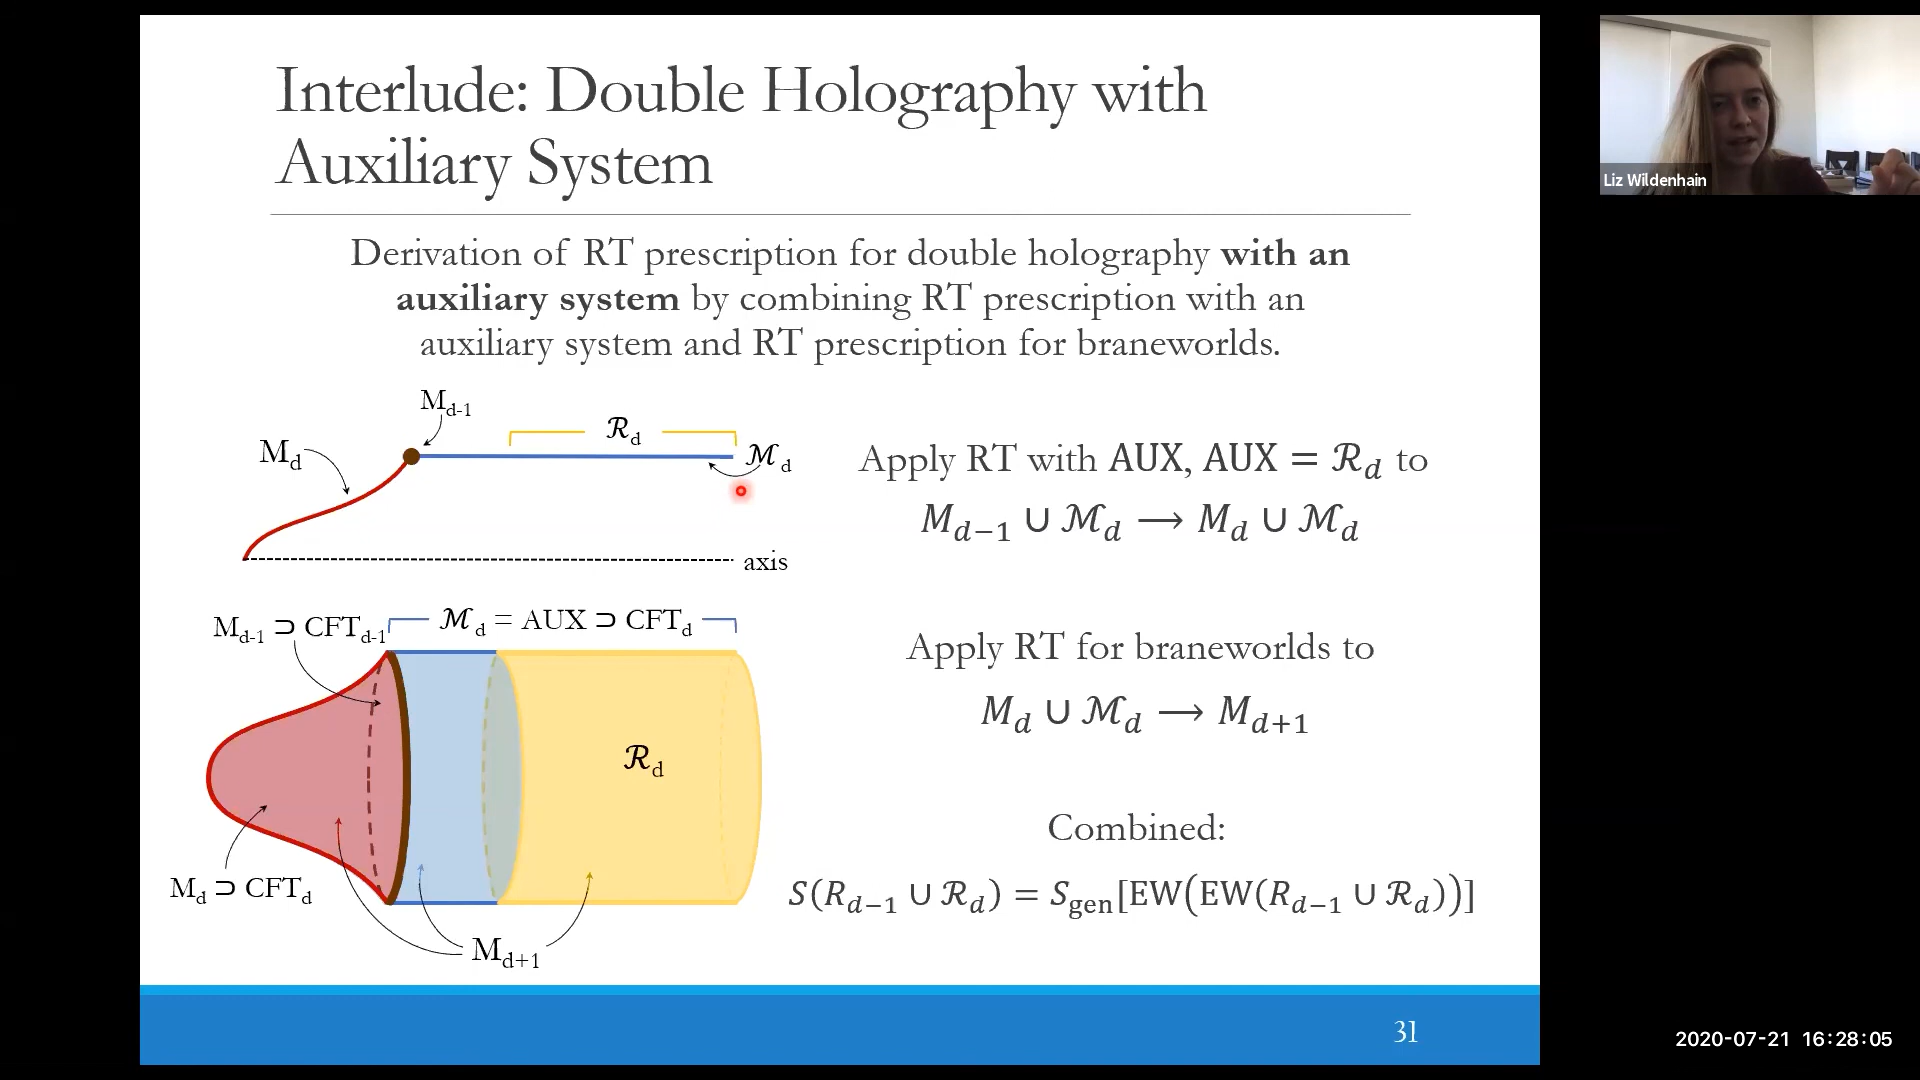 Interlude: Double Holography with
Auxiliary System
Derivation of RT prescription for double holography with an
auxiliary system by combining RT prescription with an
auxiliary system and RT prescription for braneworlds.
M_{d-1}
M_d
ℛ_d
ℳ_d
axis
M_{d-1} ⊃ CFT_{d-1}
ℳ_d = AUX ⊃ CFT_d
ℛ_d
M_d ⊃ CFT_d
M_{d+1}
Apply RT with AUX, AUX = ℛ_d to
M_{d−1} ∪ ℳ_d ⟶ M_d ∪ ℳ_d
Apply RT for braneworlds to
M_d ∪ ℳ_d ⟶ M_{d+1}
Combined:
S(R_{d−1} ∪ ℛ_d) = S_{gen}[EW(EW(R_{d−1} ∪ ℛ_d))]
31
Liz Wildenhain
2020-07-21 16:28:05